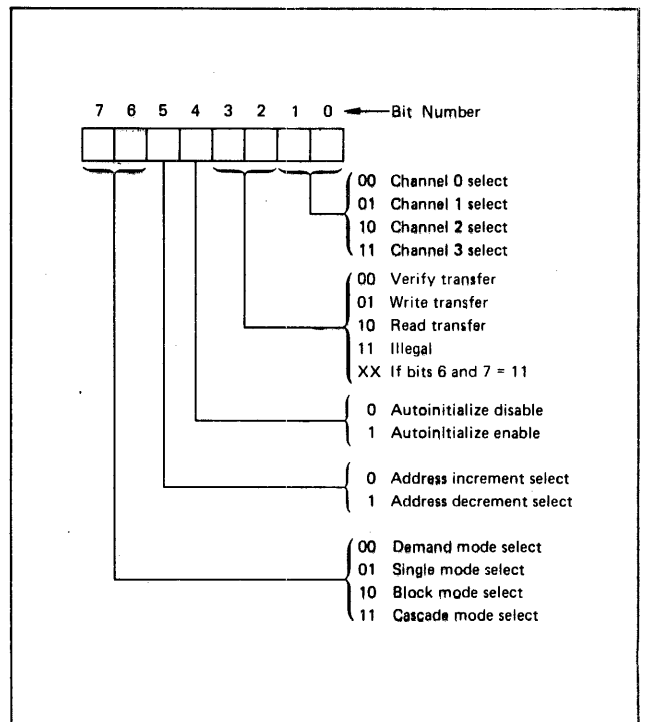 7 6 5 4 3 2 1 0 Bit Number
00 Channel 0 select
01 Channel 1 select
10 Channel 2 select
11 Channel 3 select
00 Verify transfer
01 Write transfer
10 Read transfer
11 Illegal
XX If bits 6 and 7 = 11
0 Autoinitialize disable
1 Autoinitialize enable
0 Address increment select
1 Address decrement select
00 Demand mode select
01 Single mode select
10 Block mode select
11 Cascade mode select